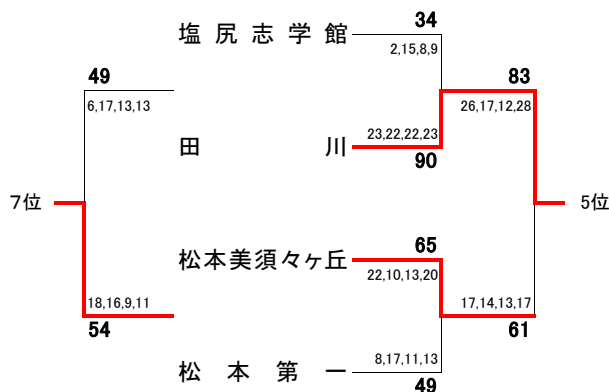 塩尻志学館
34
2,15,8,9
49
6,17,13,13
83
26,17,12,28
田川
23,22,22,23
90
7位
5位
松本美須々ヶ丘
65
22,10,13,20
18,16,9,11
54
17,14,13,17
61
松本第一
8,17,11,13
49